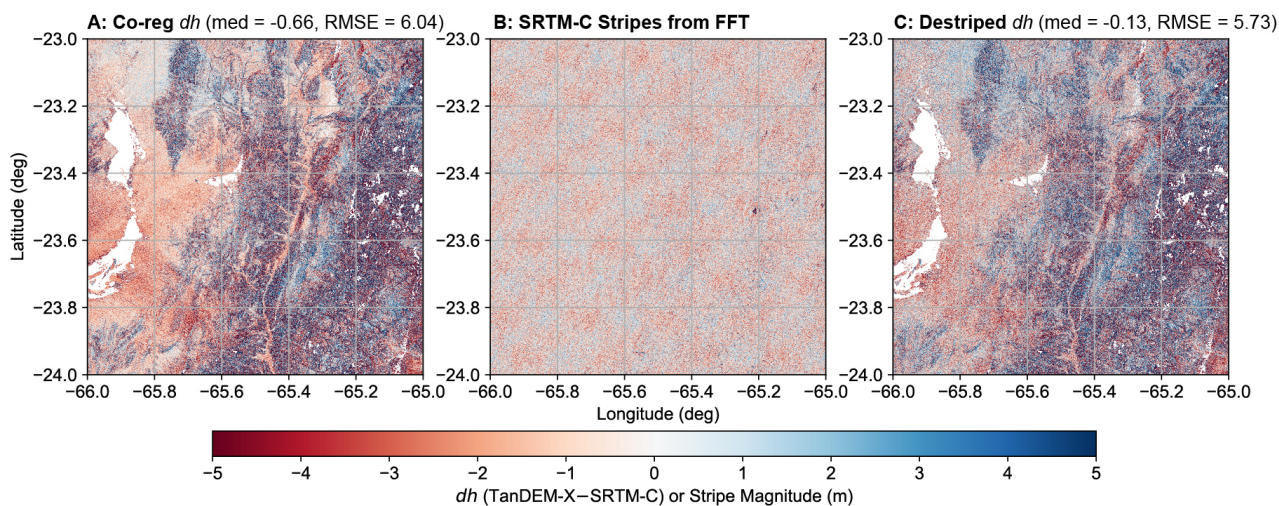 A: Co-reg dh (med = -0.66, RMSE = 6.04)
B: SRTM-C Stripes from FFT
C: Destriped dh (med = -0.13, RMSE = 5.73)
Latitude (deg)
−23.0
−23.2
−23.4
−23.6
−23.8
−24.0
−66.0 −65.8 −65.6 −65.4 −65.2 −65.0
−23.0
−23.2
−23.4
−23.6
−23.8
−24.0
−66.0 −65.8 −65.6 −65.4 −65.2 −65.0
−23.0
−23.2
−23.4
−23.6
−23.8
−24.0
−66.0 −65.8 −65.6 −65.4 −65.2 −65.0
Longitude (deg)
−5 −4 −3 −2 −1 0 1 2 3 4 5
dh (TanDEM-X−SRTM-C) or Stripe Magnitude (m)